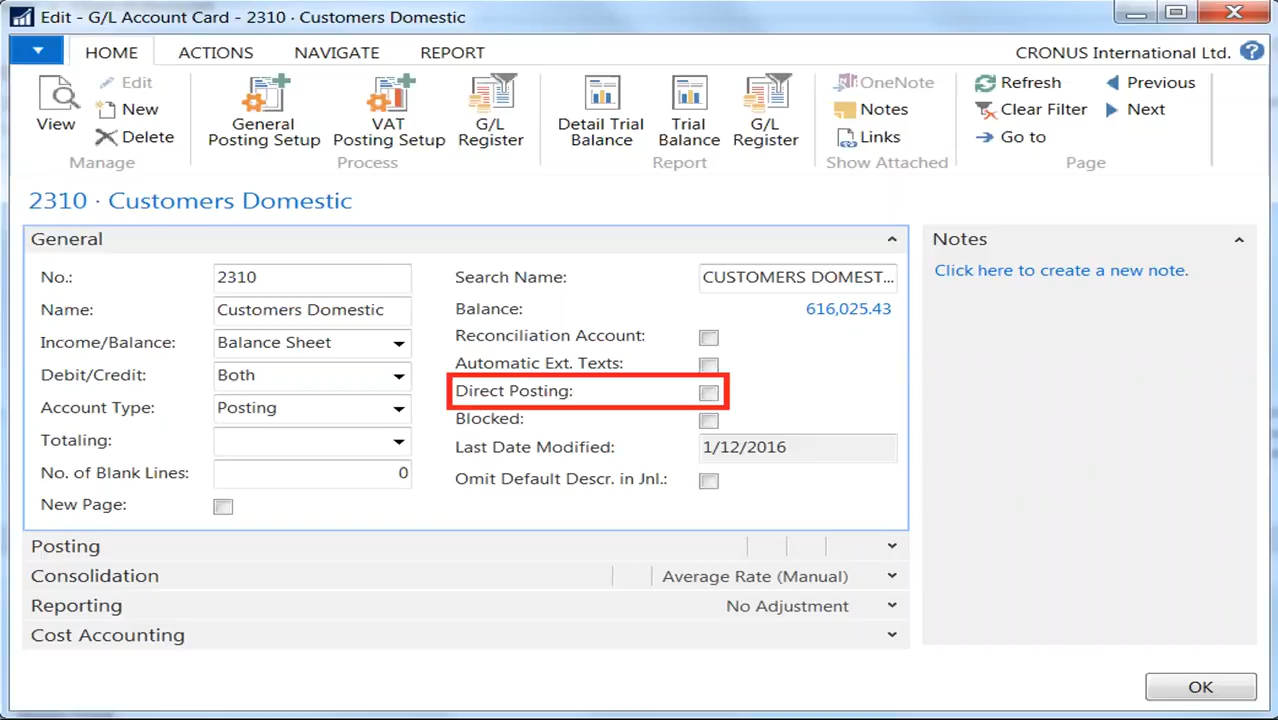 Edit - G/L Account Card - 2310 · Customers Domestic
HOME ACTIONS NAVIGATE REPORT CRONUS International Ltd. ?
View
Edit
New
Delete
Manage
General Posting Setup
VAT Posting Setup
G/L Register
Process
Detail Trial Balance
Trial Balance
G/L Register
Report
OneNote
Notes
Links
Show Attached
Refresh
Clear Filter
Go to
Previous
Next
Page
2310 · Customers Domestic
General
No.: 2310
Name: Customers Domestic
Income/Balance: Balance Sheet
Debit/Credit: Both
Account Type: Posting
Totaling:
No. of Blank Lines: 0
New Page:
Search Name: CUSTOMERS DOMEST...
Balance: 616,025.43
Reconciliation Account:
Automatic Ext. Texts:
Direct Posting:
Blocked:
Last Date Modified: 1/12/2016
Omit Default Descr. in Jnl.:
Posting
Consolidation Average Rate (Manual)
Reporting No Adjustment
Cost Accounting
Notes
Click here to create a new note.
OK